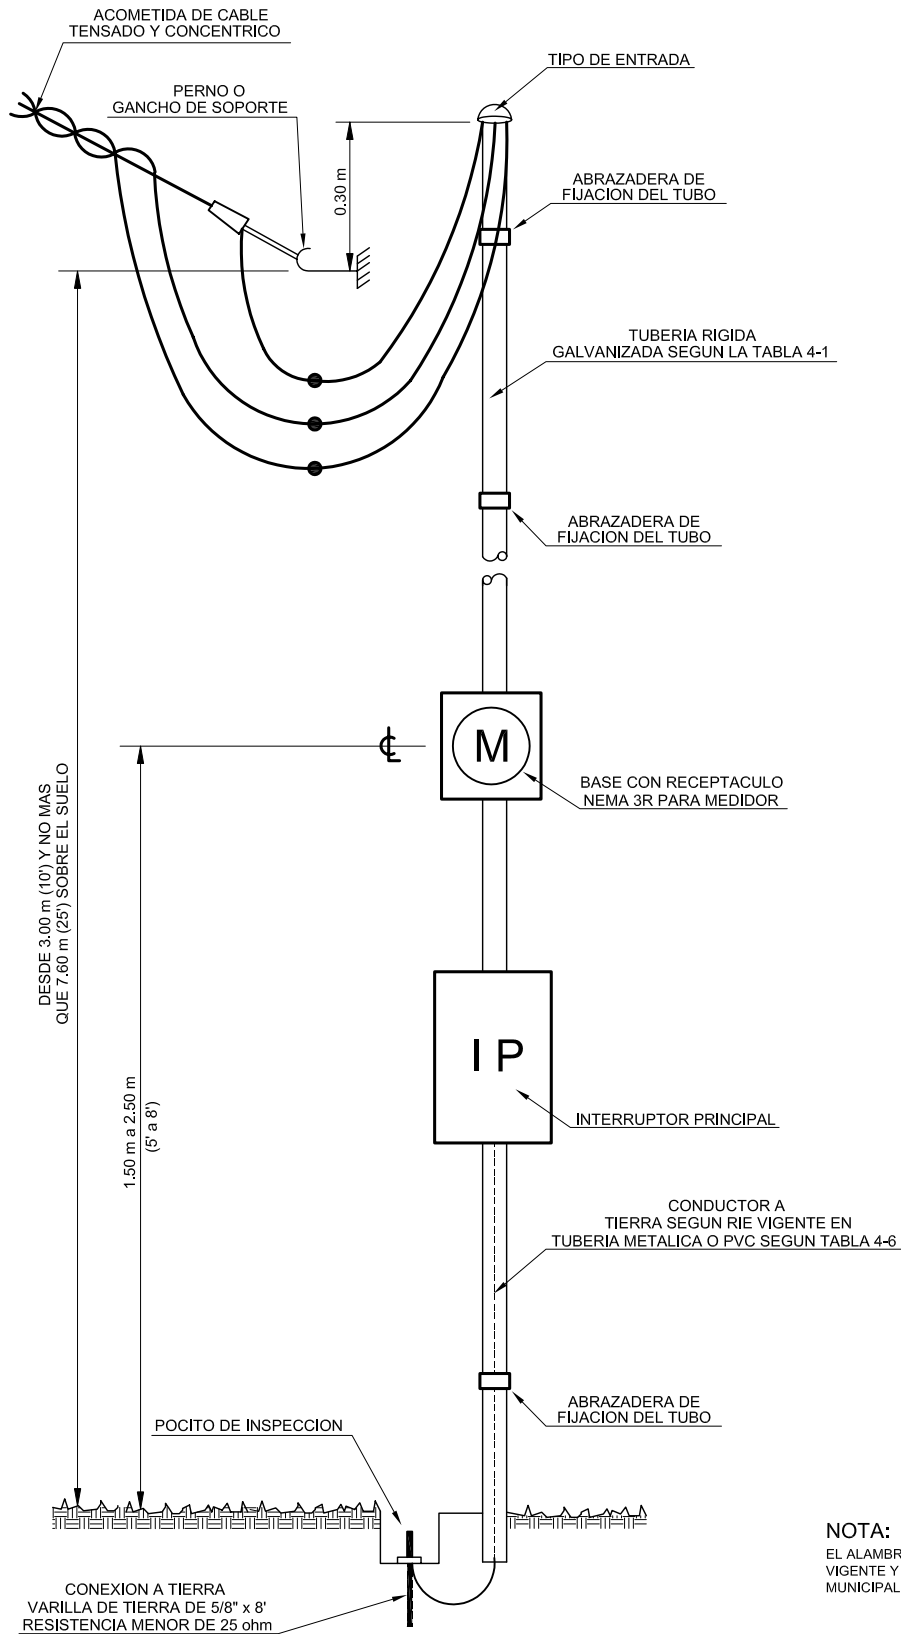 ACOMETIDA DE CABLE
TENSADO Y CONCENTRICO
TIPO DE ENTRADA
PERNO O
GANCHO DE SOPORTE
0.30 m
ABRAZADERA DE
FIJACION DEL TUBO
TUBERIA RIGIDA
GALVANIZADA SEGUN LA TABLA 4-1
ABRAZADERA DE
FIJACION DEL TUBO
M
BASE CON RECEPTACULO
NEMA 3R PARA MEDIDOR
DESDE 3.00 m (10') Y NO MAS
QUE 7.60 m (25') SOBRE EL SUELO
I P
1.50 m a 2.50 m
(5' a 8')
INTERRUPTOR PRINCIPAL
CONDUCTOR A
TIERRA SEGUN RIE VIGENTE EN
TUBERIA METALICA O PVC SEGUN TABLA 4-6
ABRAZADERA DE
FIJACION DEL TUBO
POCITO DE INSPECCION
NOTA:
EL ALAMBR
VIGENTE Y
MUNICIPAL
CONEXION A TIERRA
VARILLA DE TIERRA DE 5/8" x 8'
RESISTENCIA MENOR DE 25 ohm